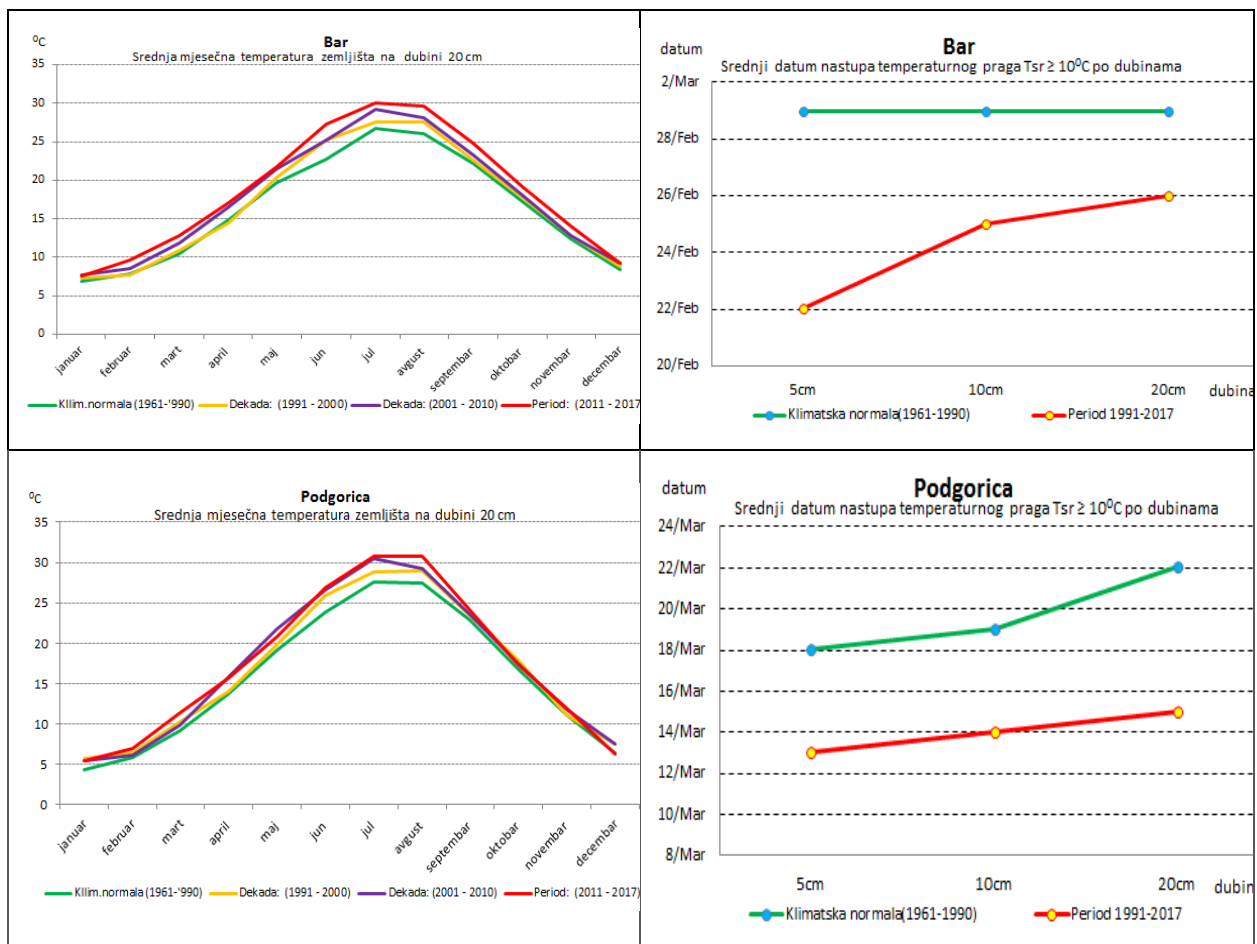 Bar
⁰C
Srednja mjesečna temperatura zemljišta na dubini 20 cm
35
30
25
20
15
10
5
0
januar
februar
mart
april
maj
jun
jul
avgust
septembar
oktobar
novembar
decembar
Kllim.normala (1961-'990) Dekada: (1991 - 2000) Dekada: (2001 - 2010) Period: (2011 - 2017
Bar
datum
Srednji datum nastupa temperaturnog praga Tsr ≥ 10⁰C po dubinama
2/Mar
28/Feb
26/Feb
24/Feb
22/Feb
20/Feb
5cm 10cm 20cm dubina
Klimatska normala(1961-1990) Period 1991-2017
Podgorica
⁰C
Srednja mjesečna temperatura zemljišta na dubini 20 cm
35
30
25
20
15
10
5
0
januar
februar
mart
april
maj
jun
jul
avgust
septembar
oktobar
novembar
decembar
Kllim.normala (1961-'990) Dekada: (1991 - 2000) Dekada: (2001 - 2010) Period: (2011 - 2017)
Podgorica
datum
Srednji datum nastupa temperaturnog praga Tsr ≥ 10⁰C po dubinama
24/Mar
22/Mar
20/Mar
18/Mar
16/Mar
14/Mar
12/Mar
10/Mar
8/Mar
5cm 10cm 20cm dubin
Klimatska normala(1961-1990) Period 1991-2017